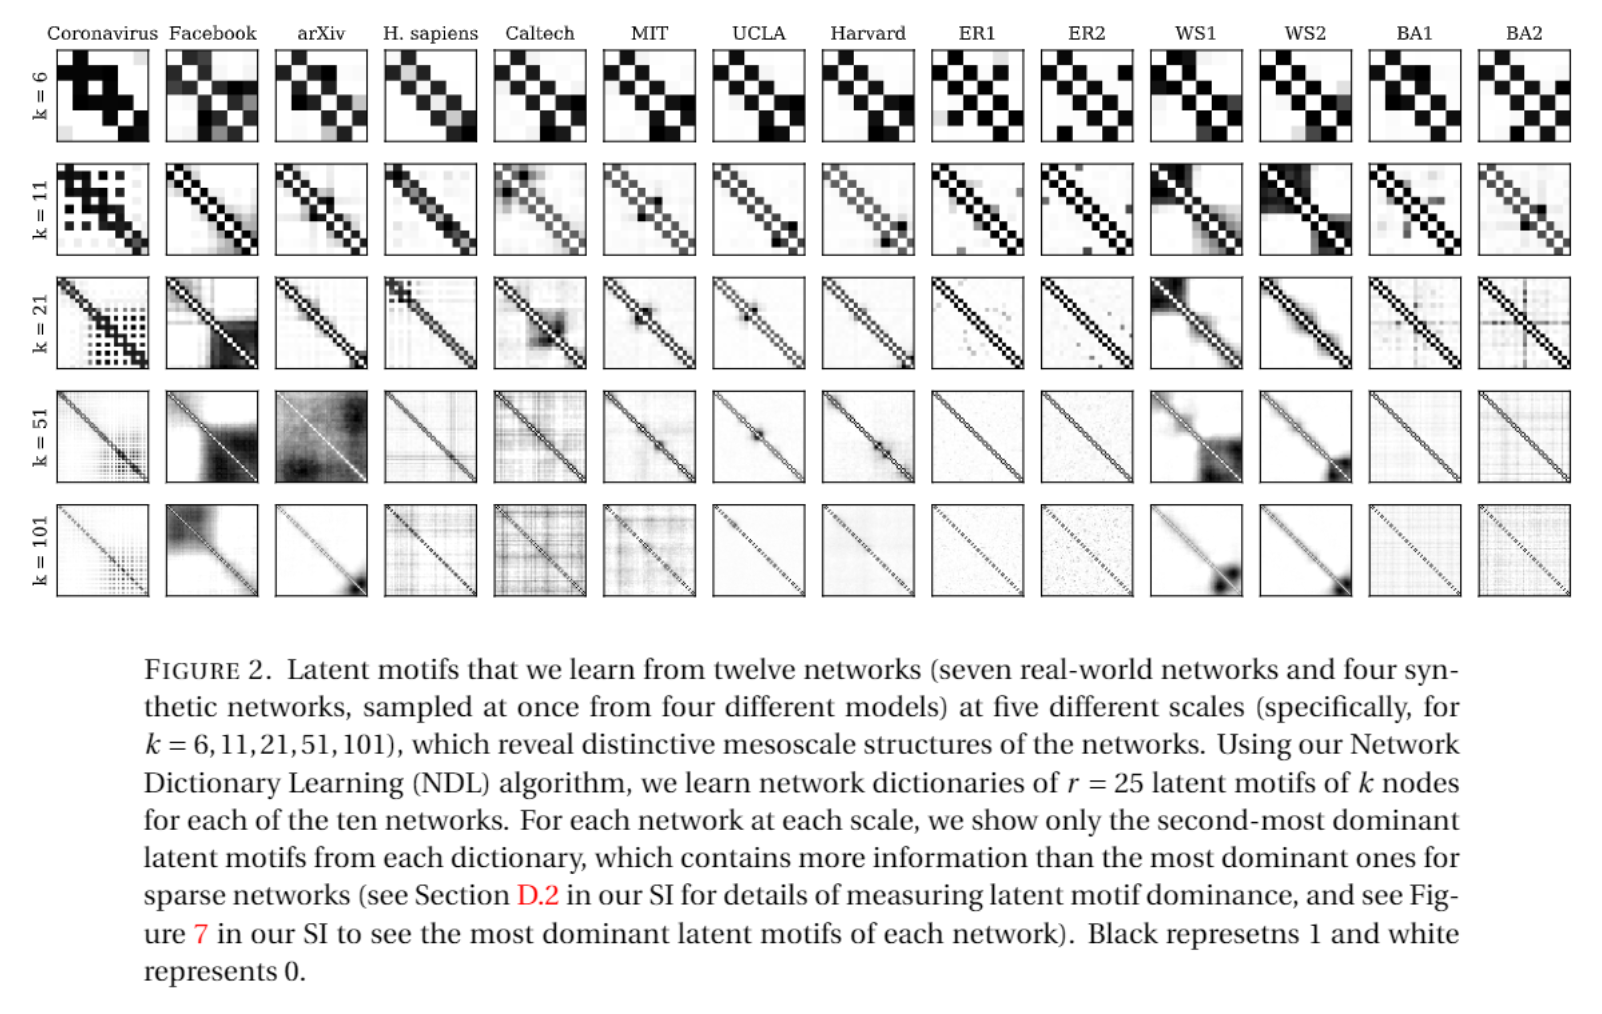 Coronavirus Facebook arXiv H. sapiens Caltech MIT UCLA Harvard ER1 ER2 WS1 WS2 BA1 BA2
k = 6
k = 11
k = 21
k = 51
k = 101
FIGURE 2. Latent motifs that we learn from twelve networks (seven real-world networks and four syn-
thetic networks, sampled at once from four different models) at five different scales (specifically, for
k = 6,11,21,51,101), which reveal distinctive mesoscale structures of the networks. Using our Network
Dictionary Learning (NDL) algorithm, we learn network dictionaries of r = 25 latent motifs of k nodes
for each of the ten networks. For each network at each scale, we show only the second-most dominant
latent motifs from each dictionary, which contains more information than the most dominant ones for
sparse networks (see Section D.2 in our SI for details of measuring latent motif dominance, and see Fig-
ure 7 in our SI to see the most dominant latent motifs of each network). Black represetns 1 and white
represents 0.